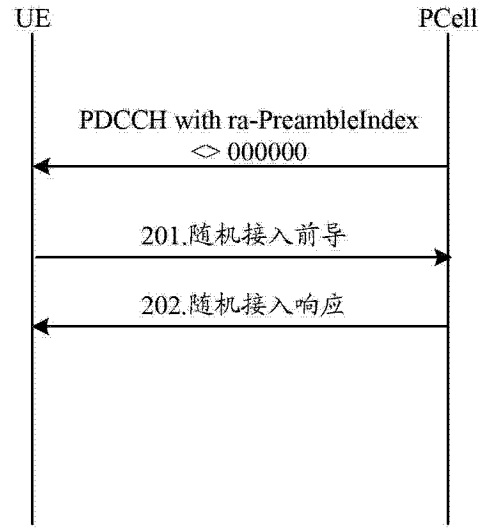 UE PCell
PDCCH with ra-PreambleIndex
<> 000000
201.随机接入前导
202.随机接入响应